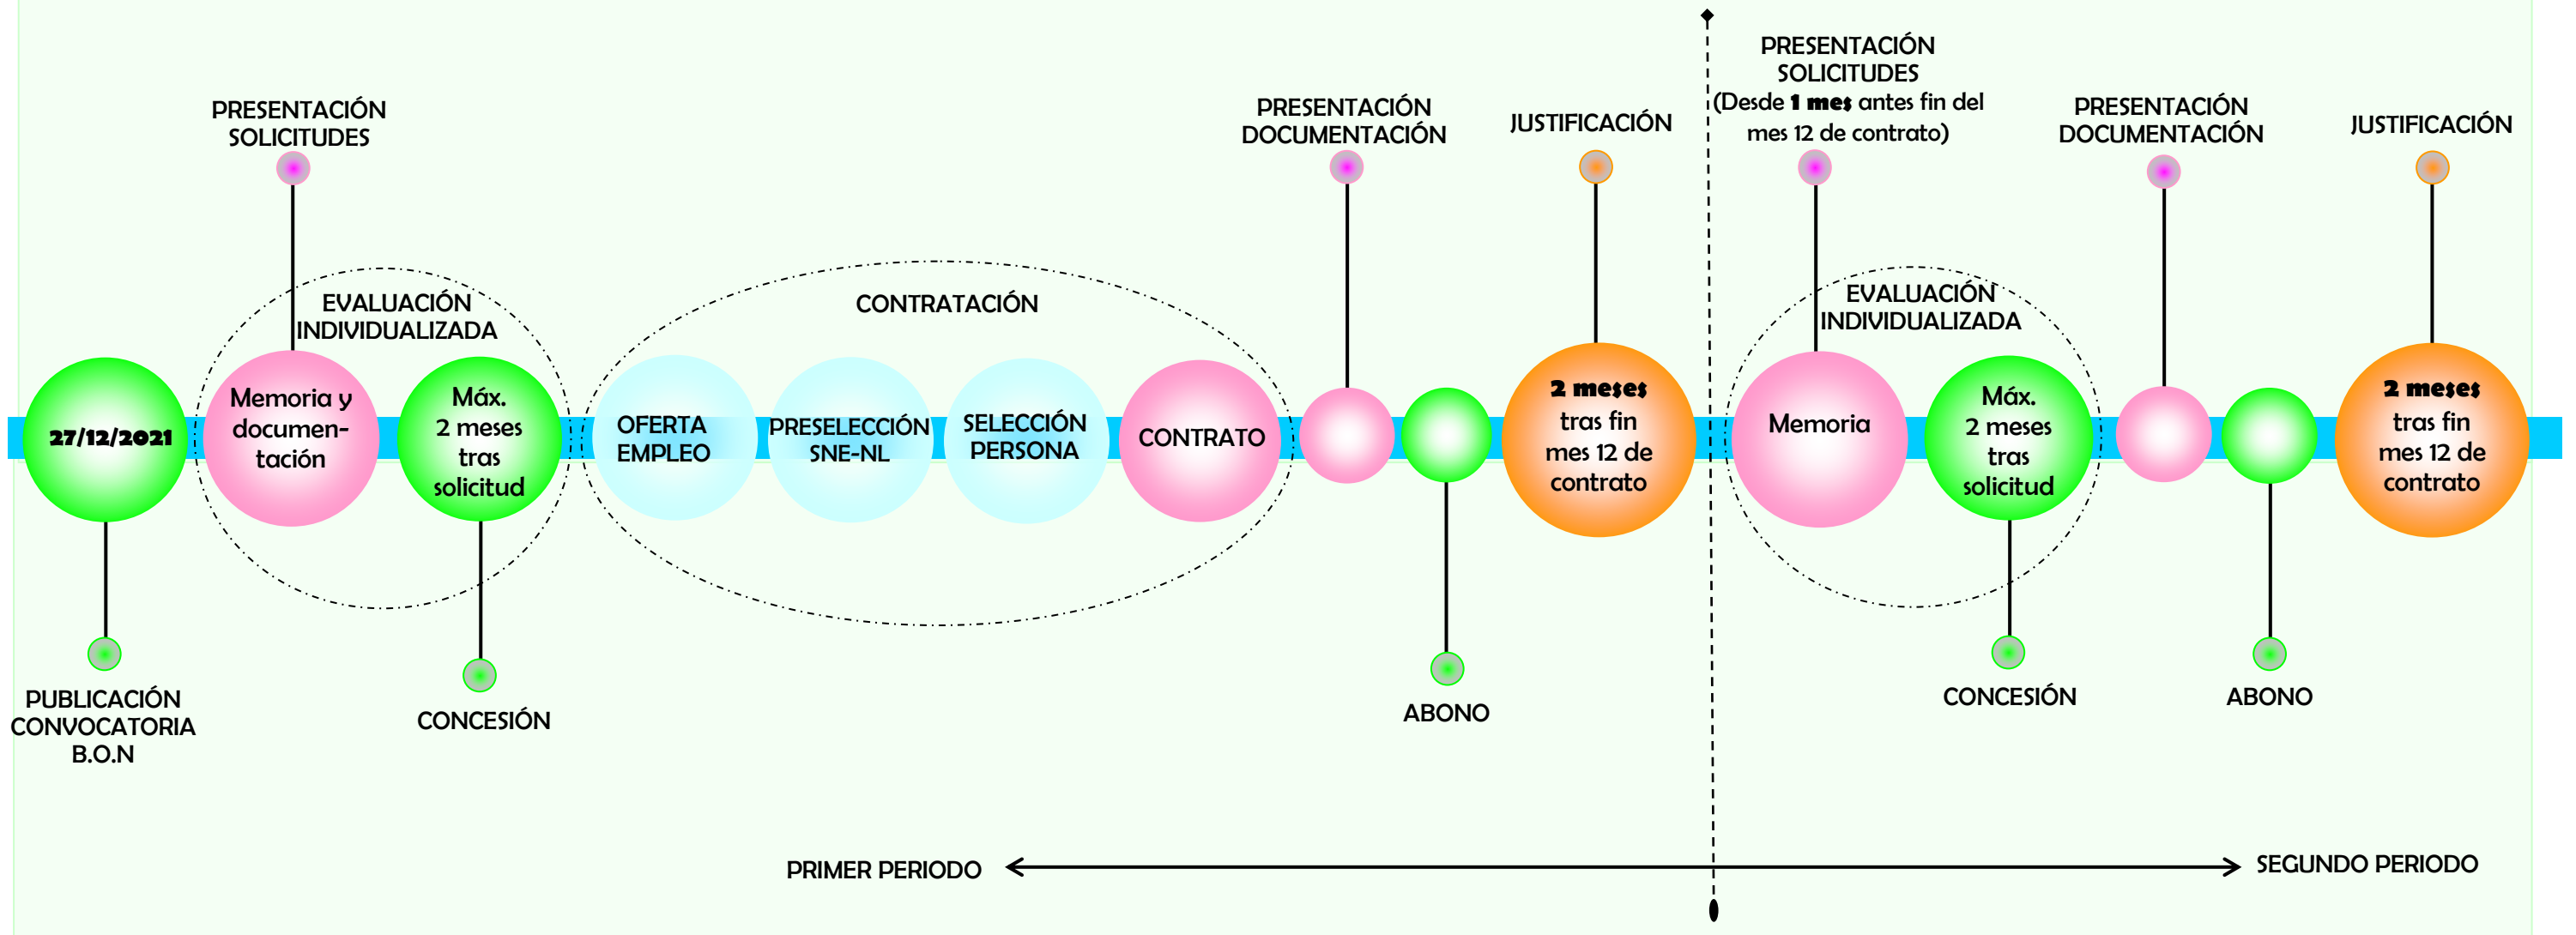 PRESENTACIÓN
SOLICITUDES
EVALUACIÓN
INDIVIDUALIZADA
27/12/2021
Memoria y
documen-
tación
Máx.
2 meses
tras
solicitud
PUBLICACIÓN
CONVOCATORIA
B.O.N
CONCESIÓN
CONTRATACIÓN
OFERTA
EMPLEO
PRESELECCIÓN
SNE-NL
SELECCIÓN
PERSONA
CONTRATO
PRESENTACIÓN
DOCUMENTACIÓN
ABONO
JUSTIFICACIÓN
2 meses
tras fin
mes 12 de
contrato
PRESENTACIÓN
SOLICITUDES
(Desde 1 mes antes fin del
mes 12 de contrato)
EVALUACIÓN
INDIVIDUALIZADA
Memoria
Máx.
2 meses
tras
solicitud
CONCESIÓN
PRESENTACIÓN
DOCUMENTACIÓN
ABONO
JUSTIFICACIÓN
2 meses
tras fin
mes 12 de
contrato
PRIMER PERIODO
SEGUNDO PERIODO